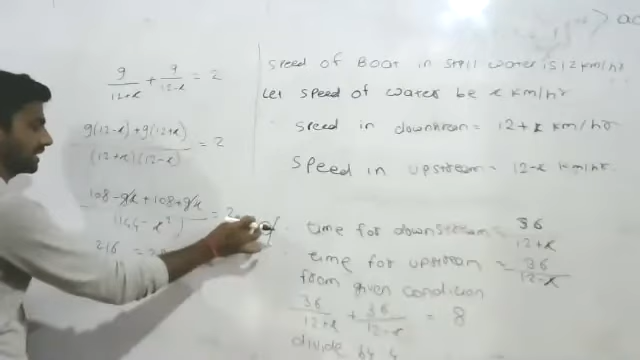 9/(12+x) + 9/(12-x) = 2
9(12-x) + 9(12+x) / (12+x)(12-x) = 2
108-9x + 108+9x / (144-x²) = 2
216 =
Speed of Boat in still water is 12 km/hr
Let speed of water be x km/hr
Speed in downtream = 12+x km/hr
Speed in upstream = 12-x km/hr
time for downstream = 36/(12+x)
time for upstream = 36/(12-x)
from given condition
36/(12+x) + 36/(12-x) = 8
divide by 4